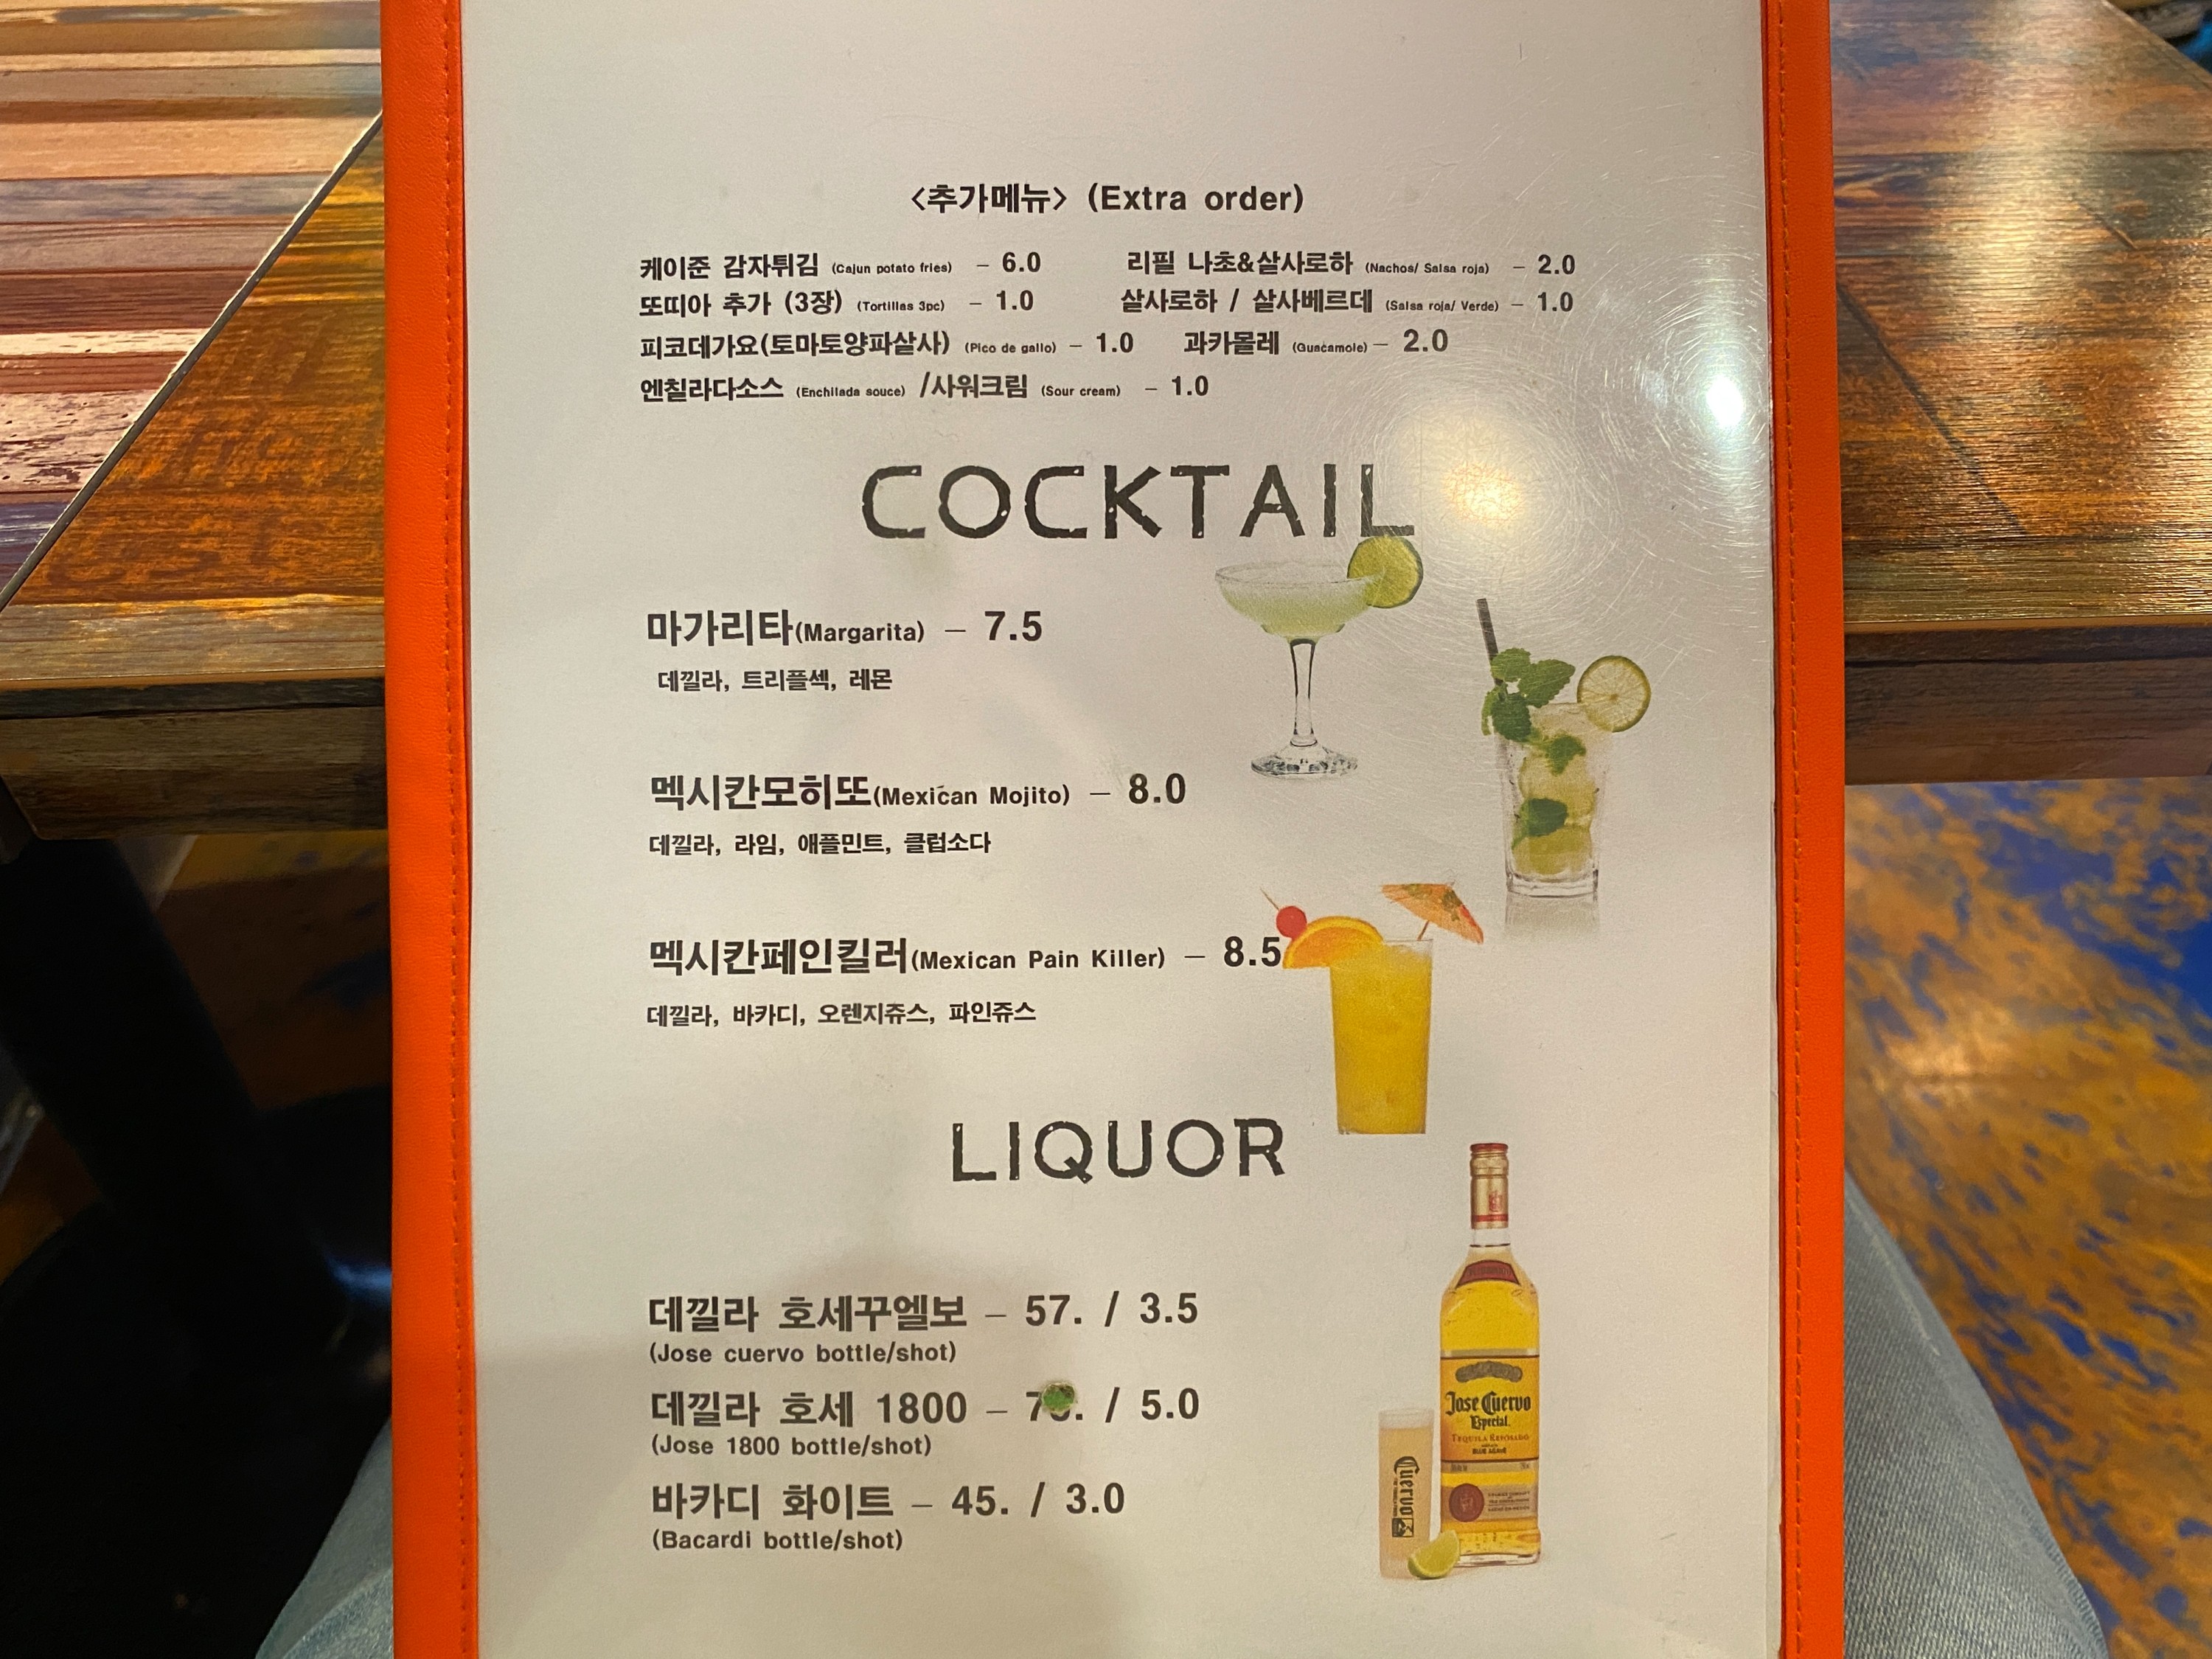 <추가메뉴> (Extra order)
케이준 감자튀김 (Cajun potato fries) – 6.0 리필 나초&살사로하 (Nachos/ Salsa roja) – 2.0
또띠아 추가 (3장) (Tortillas 3pc) – 1.0 살사로하 / 살사베르데 (Salsa roja/ Verde) – 1.0
피코데가요(토마토양파살사) (Pico de gallo) – 1.0 과카몰레 (Guacamole) – 2.0
엔칠라다소스 (Enchilada souce) /사워크림 (Sour cream) – 1.0
COCKTAIL
마가리타(Margarita) – 7.5
데낄라, 트리플섹, 레몬
멕시칸모히또(Mexican Mojito) – 8.0
데낄라, 라임, 애플민트, 클럽소다
멕시칸페인킬러(Mexican Pain Killer) – 8.5
데낄라, 바카디, 오렌지쥬스, 파인쥬스
LIQUOR
데낄라 호세꾸엘보 – 57. / 3.5
(Jose cuervo bottle/shot)
데낄라 호세 1800 – / 5.0
(Jose 1800 bottle/shot)
바카디 화이트 – 45. / 3.0
(Bacardi bottle/shot)
Jose Cuervo
Especial
TEQUILA REPOSADO
BLUE AGAVE
Cuervo